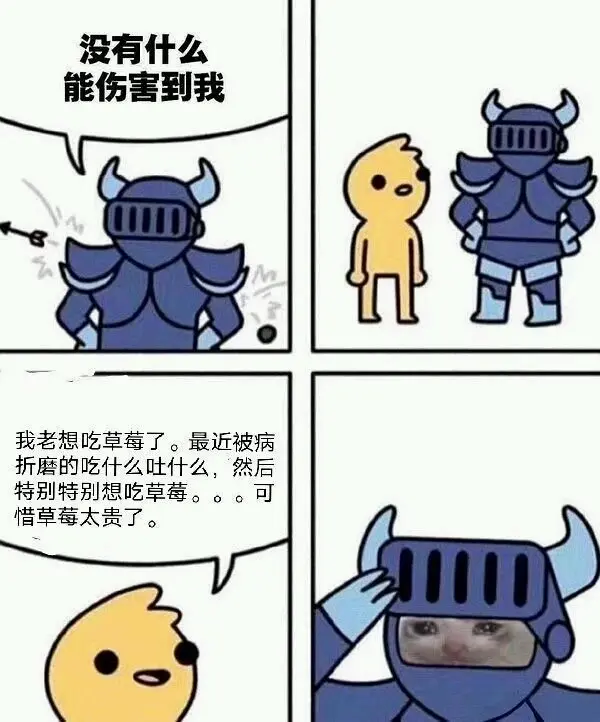 没有什么
能伤害到我
我老想吃草莓了。最近被病
折磨的吃什么吐什么，然后
特别特别想吃草莓。。。可
惜草莓太贵了。